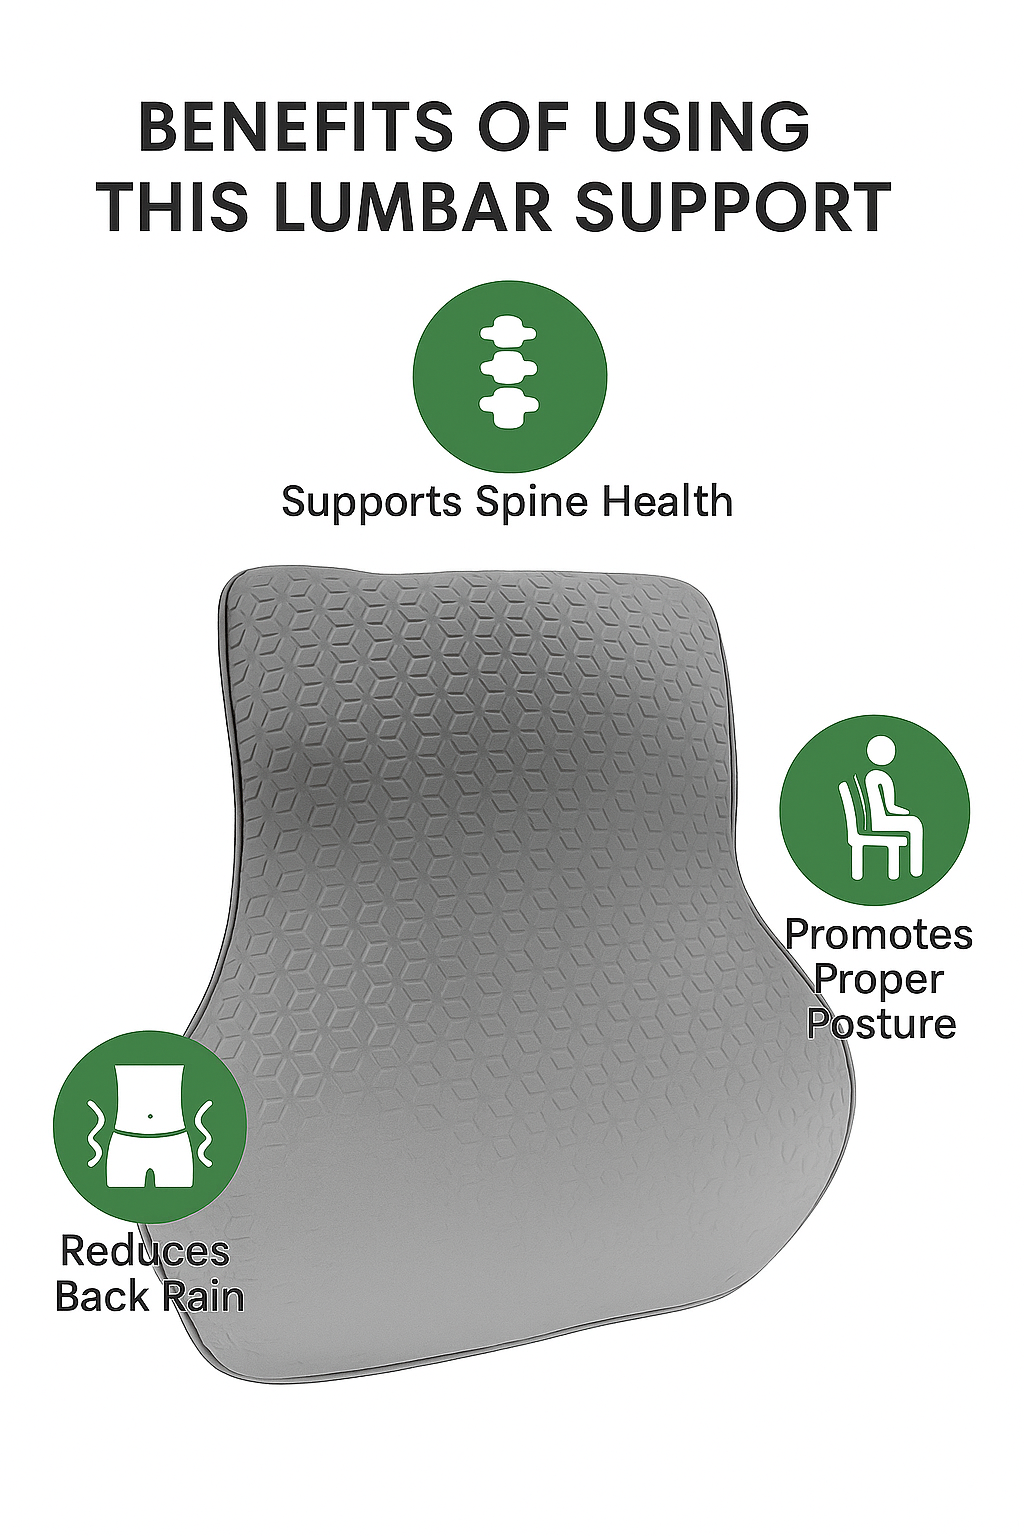 BENEFITS OF USING
THIS LUMBAR SUPPORT
Supports Spine Health
Promotes
Proper
Posture
Reduces
Back Rain